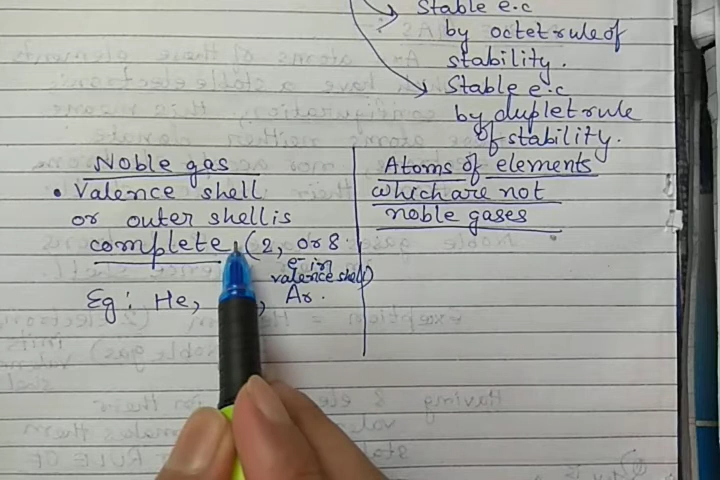 Stable e.c
by octet rule of
stability.
Stable e.c
by duplet rule
of stability.
Noble gas
• Valence shell
or outer shell is
complete (2, or 8
e- in
valence shell)
Eg: He, , Ar.
Atoms of elements
which are not
noble gases